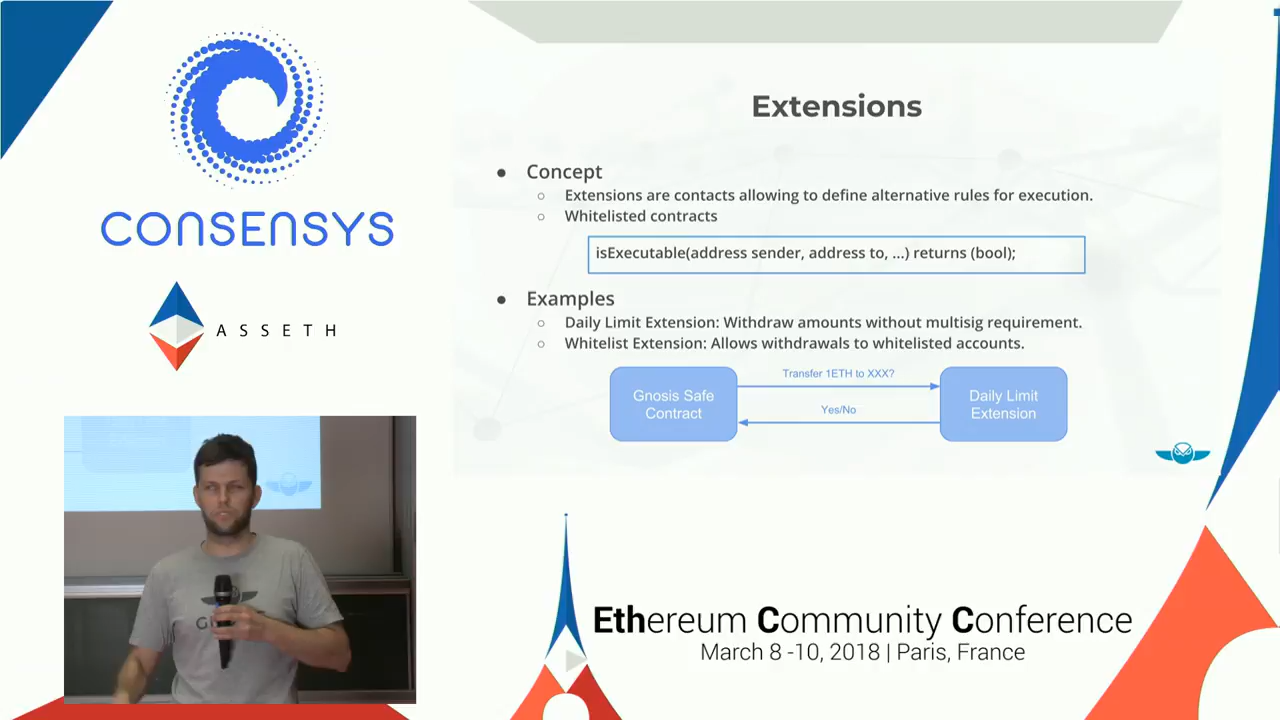 CONSENSYS
ASSETH
Extensions
● Concept
○ Extensions are contacts allowing to define alternative rules for execution.
○ Whitelisted contracts
isExecutable(address sender, address to, ...) returns (bool);
● Examples
○ Daily Limit Extension: Withdraw amounts without multisig requirement.
○ Whitelist Extension: Allows withdrawals to whitelisted accounts.
Gnosis Safe
Contract
Transfer 1ETH to XXX?
Yes/No
Daily Limit
Extension
Ethereum Community Conference
March 8 -10, 2018 | Paris, France